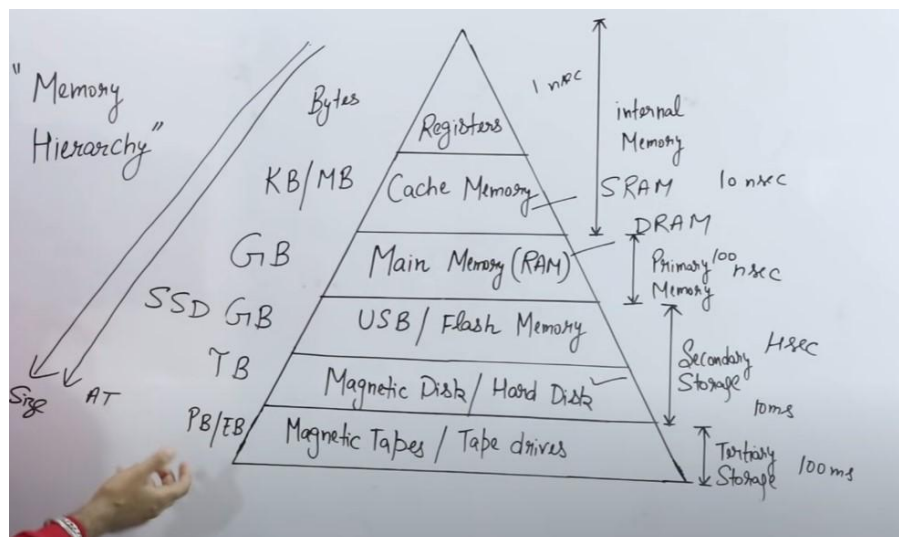 "Memory
Hierarchy"
Bytes
KB/MB
GB
SSD GB
TB
PB/EB
Size
AT
Registers
Cache Memory
Main Memory (RAM)
USB / Flash Memory
Magnetic Disk / Hard Disk
Magnetic Tapes / Tape drives
1 nsec
internal
Memory
SRAM 10 nsec
DRAM
Primary 100 nsec
Memory
Secondary μsec
Storage
10ms
Tertiary
Storage 100 ms